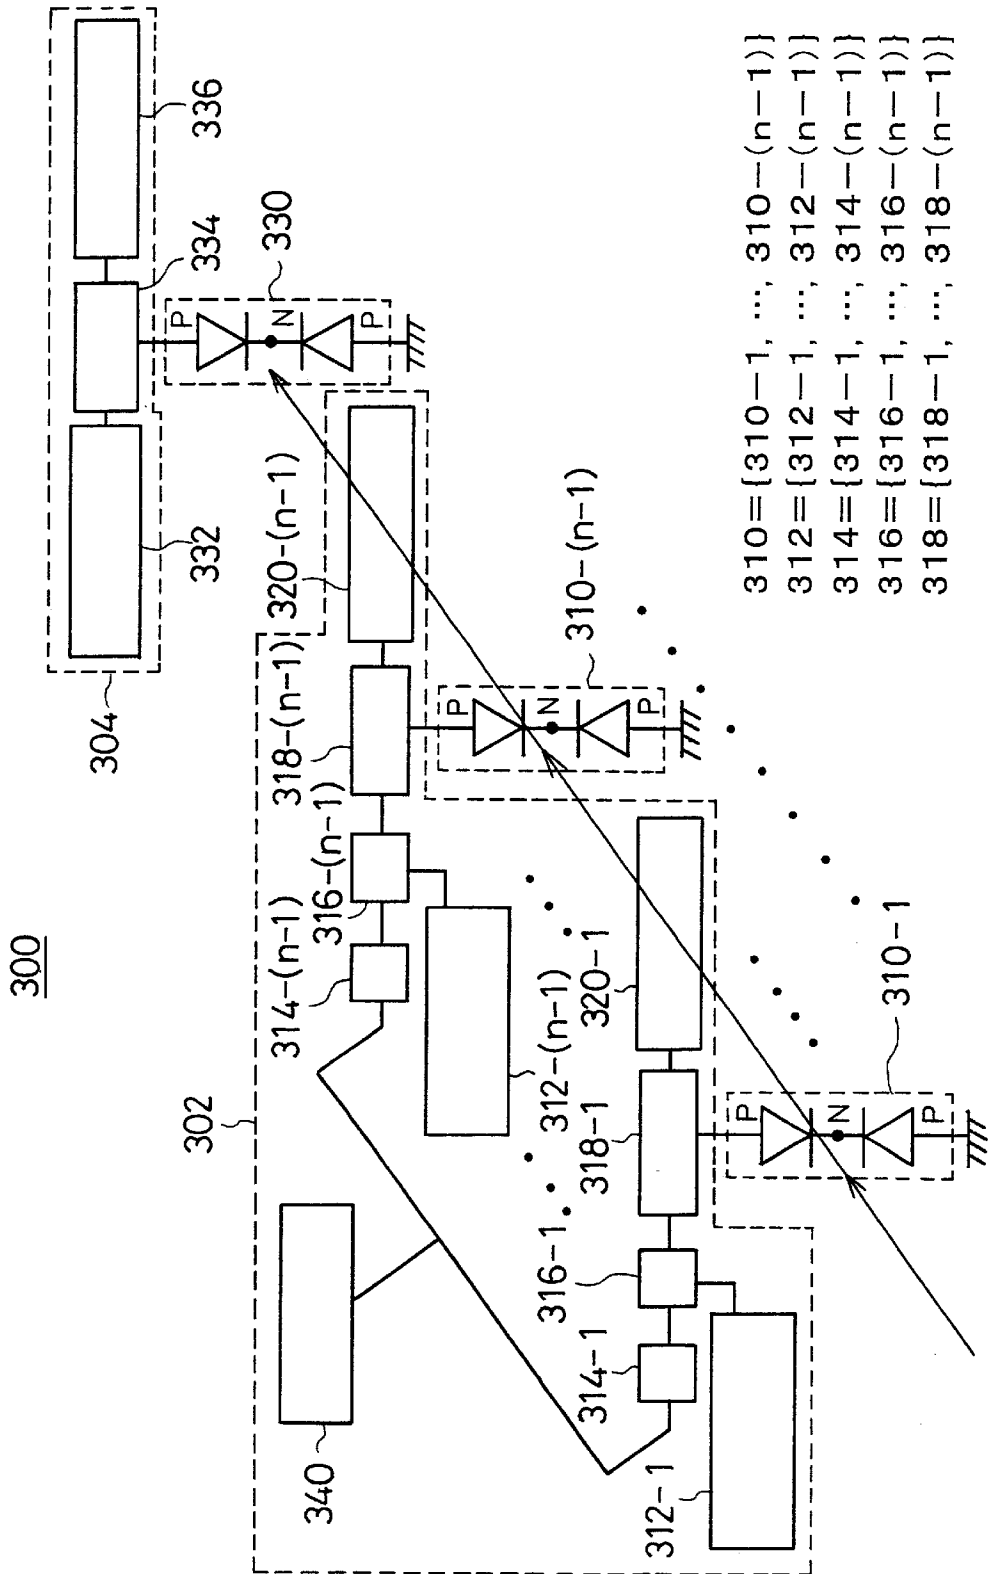 300
302
304
332
334
336
330
P
N
P
320-(n-1)
318-(n-1)
316-(n-1)
314-(n-1)
312-(n-1)
310-(n-1)
P
N
P
340
320-1
318-1
316-1
314-1
312-1
310-1
P
N
P
310={310-1, ..., 310-(n-1)}
312={312-1, ..., 312-(n-1)}
314={314-1, ..., 314-(n-1)}
316={316-1, ..., 316-(n-1)}
318={318-1, ..., 318-(n-1)}